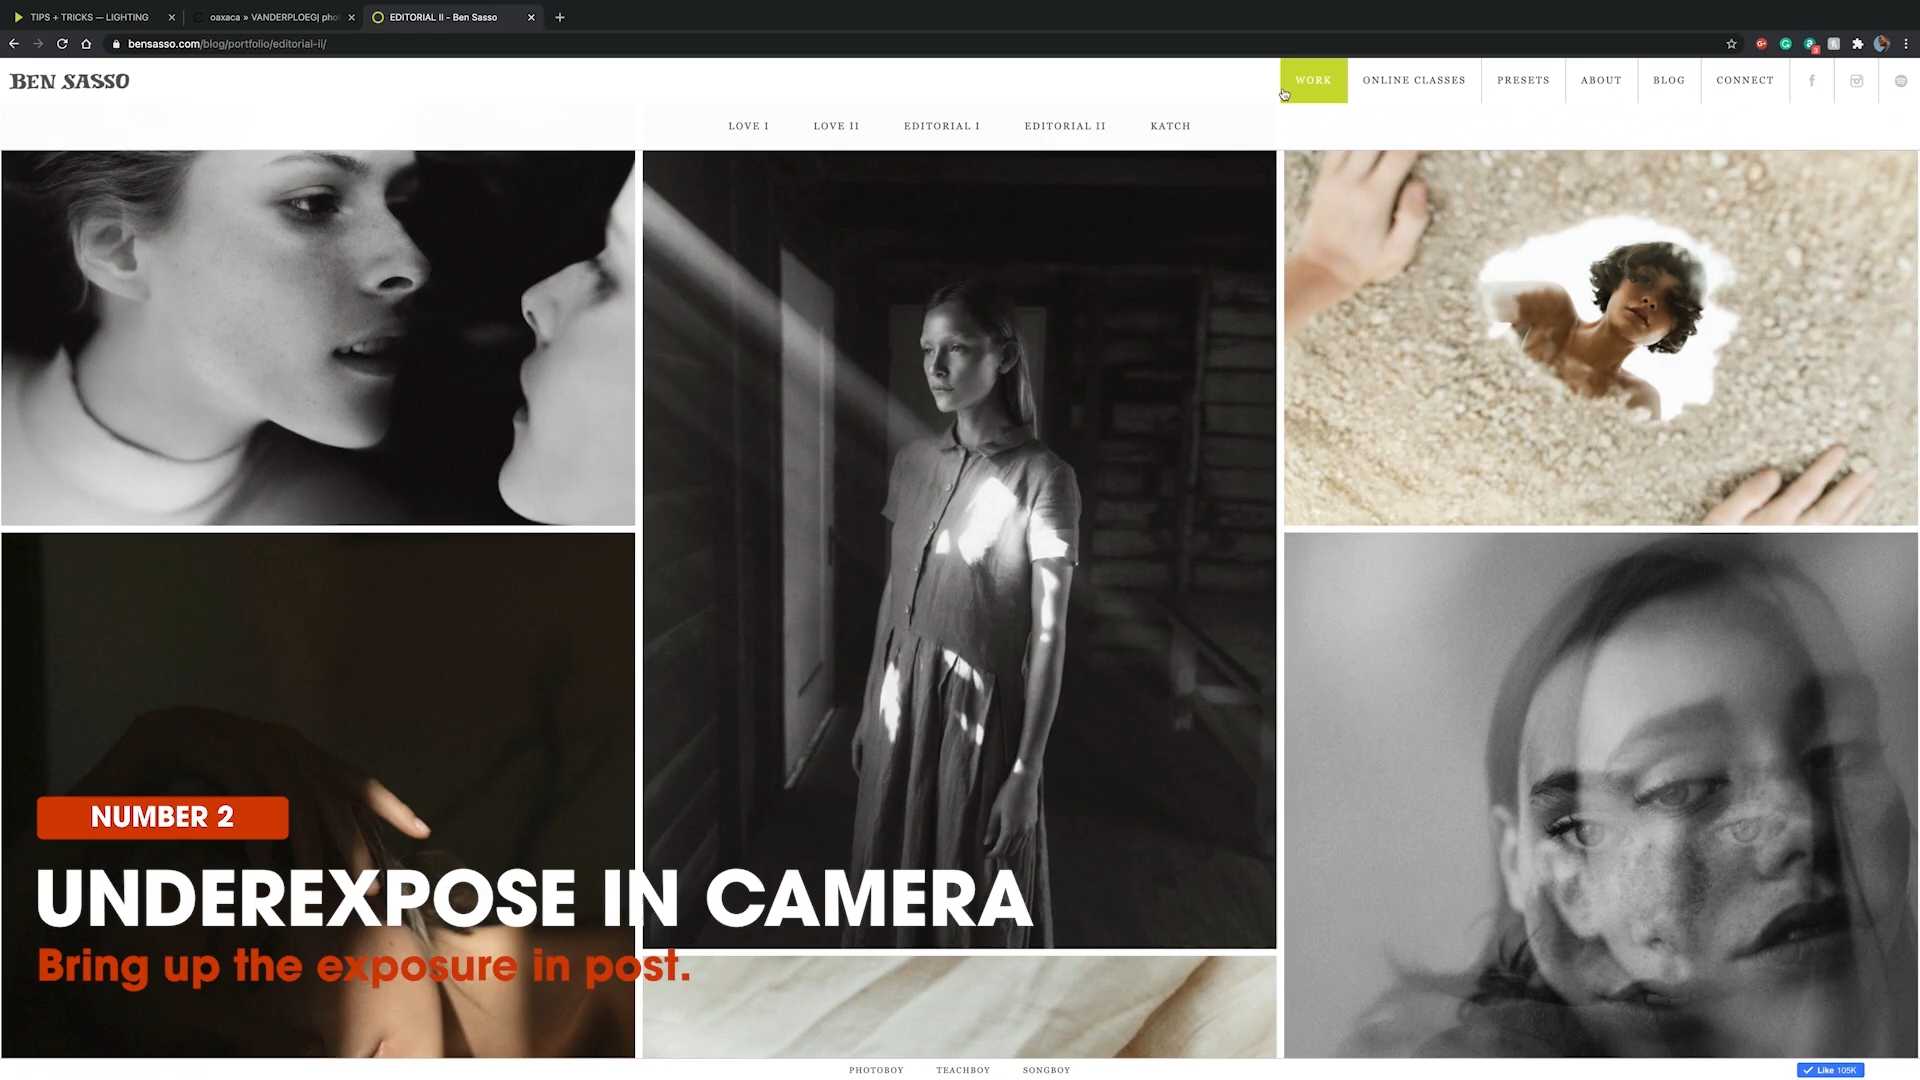 TIPS + TRICKS — LIGHTING
oaxaca » VANDERPLOEG| pho
EDITORIAL II - Ben Sasso
bensasso.com/blog/portfolio/editorial-ii/
BEN SASSO
WORK
ONLINE CLASSES
PRESETS
ABOUT
BLOG
CONNECT
LOVE I
LOVE II
EDITORIAL I
EDITORIAL II
KATCH
NUMBER 2
UNDEREXPOSE IN CAMERA
Bring up the exposure in post.
PHOTOBOY
TEACHBOY
SONGBOY
Like 105K